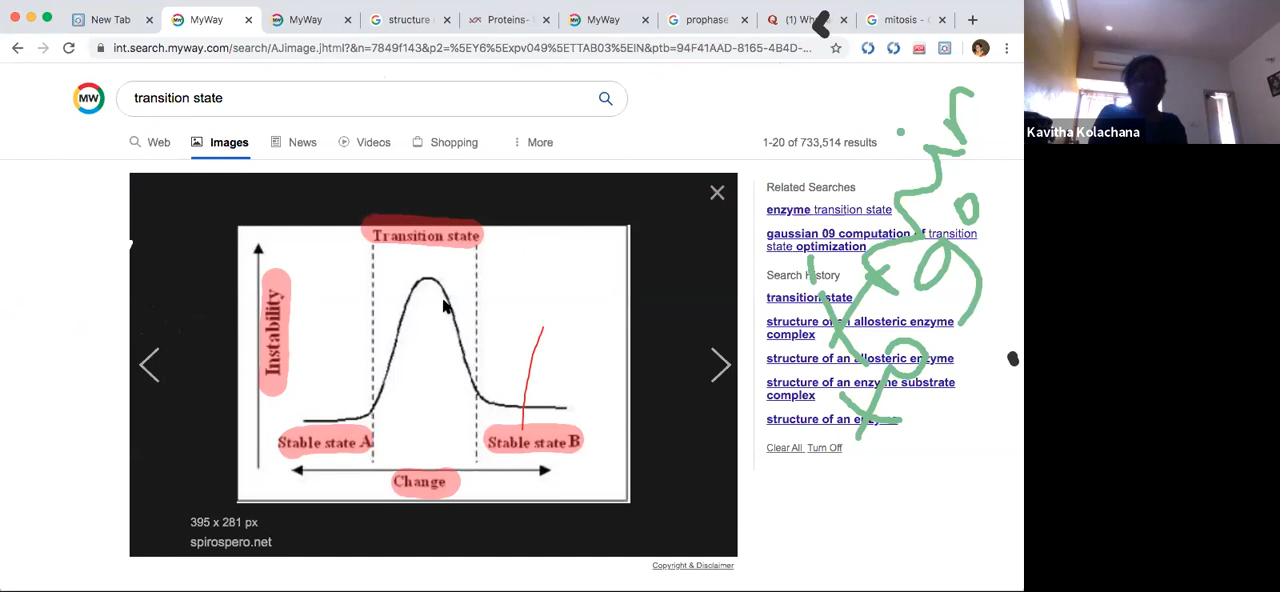 New Tab
MyWay
MyWay
structure
Proteins-
MyWay
prophase
(1) Wh
mitosis -
int.search.myway.com/search/AJimage.jhtml?&n=7849f143&p2=%5EY6%5Expv049%5ETTAB03%5EIN&ptb=94F41AAD-8165-4B4D-...
MW
transition state
Web
Images
News
Videos
Shopping
More
1-20 of 733,514 results
Transition state
Instability
Stable state A
Stable state B
Change
395 x 281 px
spirospero.net
Related Searches
enzyme transition state
gaussian 09 computation of transition
state optimization
Search History
transition state
structure of an allosteric enzyme
complex
structure of an allosteric enzyme
structure of an enzyme substrate
complex
structure of an enzyme
Clear All
Turn Off
Copyright & Disclaimer
Kavitha Kolachana